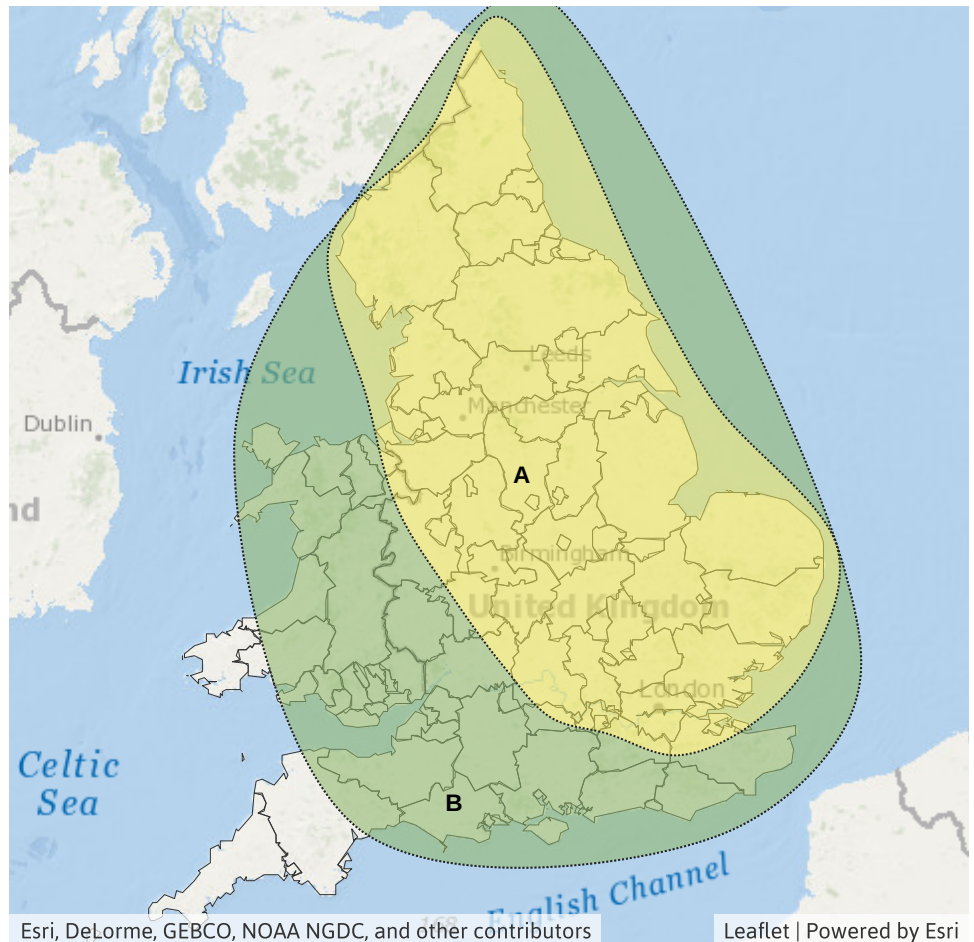 Leeds
Irish Sea
Manchester
Dublin
A
nd
Birmingham
United Kingdom
London
Celtic
Sea
B
English Channel
168
Esri, DeLorme, GEBCO, NOAA NGDC, and other contributors
Leaflet | Powered by Esri